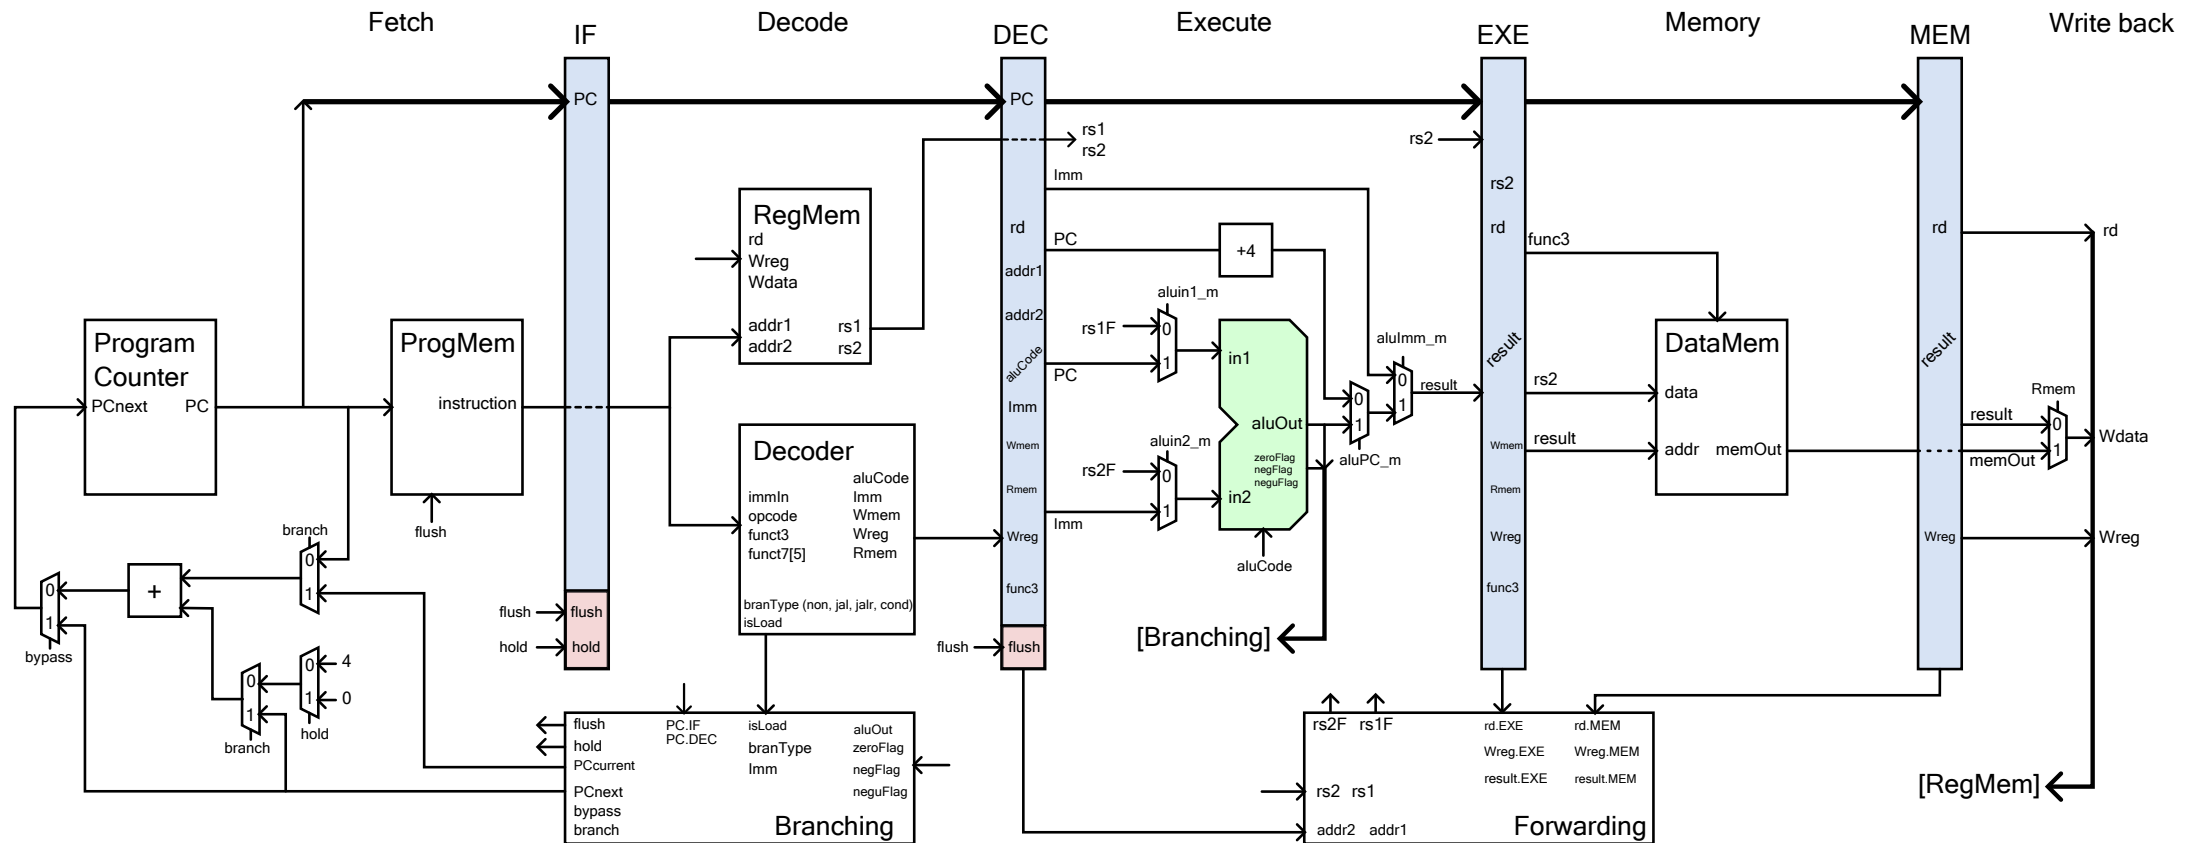 Fetch
Decode
Execute
Memory
Write back
IF
DEC
EXE
MEM
PC
PC
rs1
rs2
rs2
Imm
rs2
RegMem
rd
Wreg
Wdata
addr1
addr2
rs1
rs2
rd
PC
+4
rd
func3
rd
rd
addr1
addr2
aluCode
Imm
Wmem
Rmem
Wreg
func3
flush
aluin1_m
rs1F
0
1
PC
in1
aluOut
zeroFlag
negFlag
neguFlag
in2
aluCode
aluin2_m
rs2F
0
1
Imm
aluImm_m
0
1
result
0
1
aluPC_m
result
Wmem
Rmem
Wreg
func3
rs2
result
DataMem
data
addr
memOut
result
Wreg
result
memOut
Rmem
0
1
Wdata
Wreg
Program
Counter
PCnext
PC
ProgMem
instruction
flush
Decoder
immIn
opcode
funct3
funct7[5]
aluCode
Imm
Wmem
Wreg
Rmem
branType (non, jal, jalr, cond)
isLoad
branch
0
1
+
0
1
bypass
0
1
branch
0
1
4
0
hold
flush
flush
hold
hold
flush
[Branching]
flush
hold
PCcurrent
PCnext
bypass
branch
PC.IF
PC.DEC
isLoad
branType
Imm
aluOut
zeroFlag
negFlag
neguFlag
Branching
rs2F
rs1F
rd.EXE
Wreg.EXE
result.EXE
rd.MEM
Wreg.MEM
result.MEM
rs2 rs1
addr2 addr1
Forwarding
[RegMem]